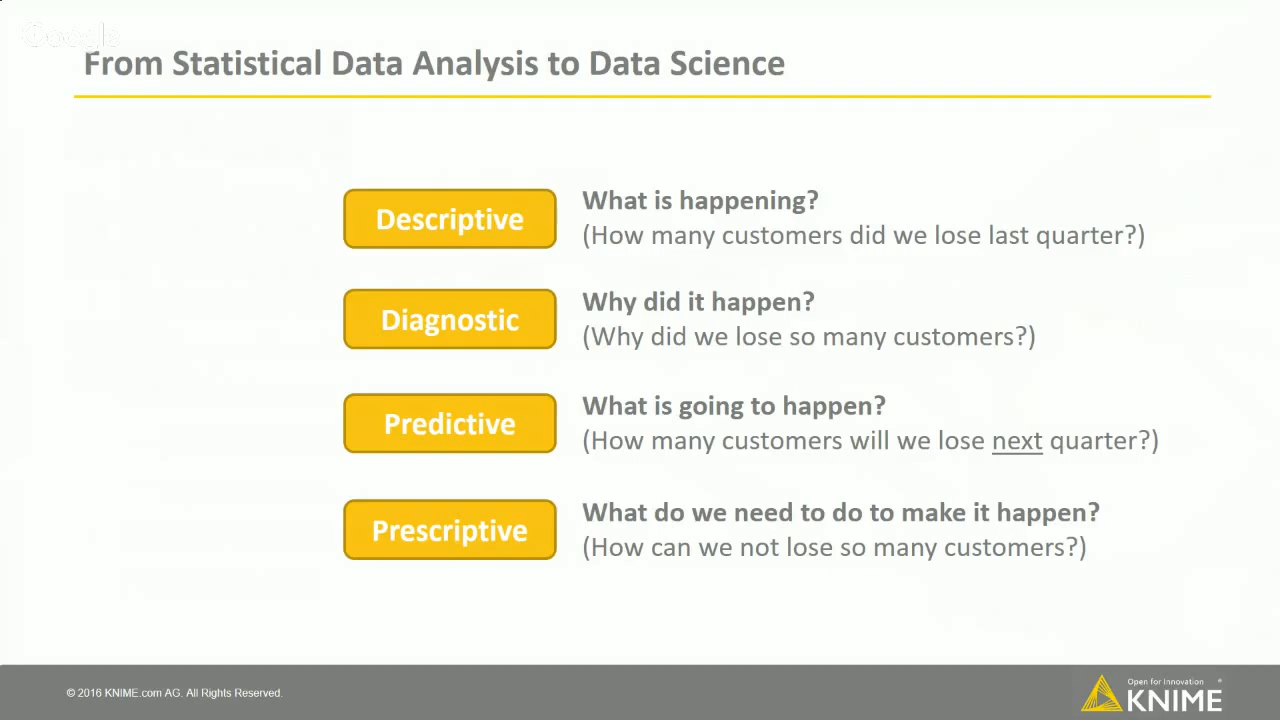 From Statistical Data Analysis to Data Science
Descriptive
What is happening?
(How many customers did we lose last quarter?)
Diagnostic
Why did it happen?
(Why did we lose so many customers?)
Predictive
What is going to happen?
(How many customers will we lose next quarter?)
Prescriptive
What do we need to do to make it happen?
(How can we not lose so many customers?)
© 2016 KNIME.com AG. All Rights Reserved.
Open for Innovation ®
KNIME